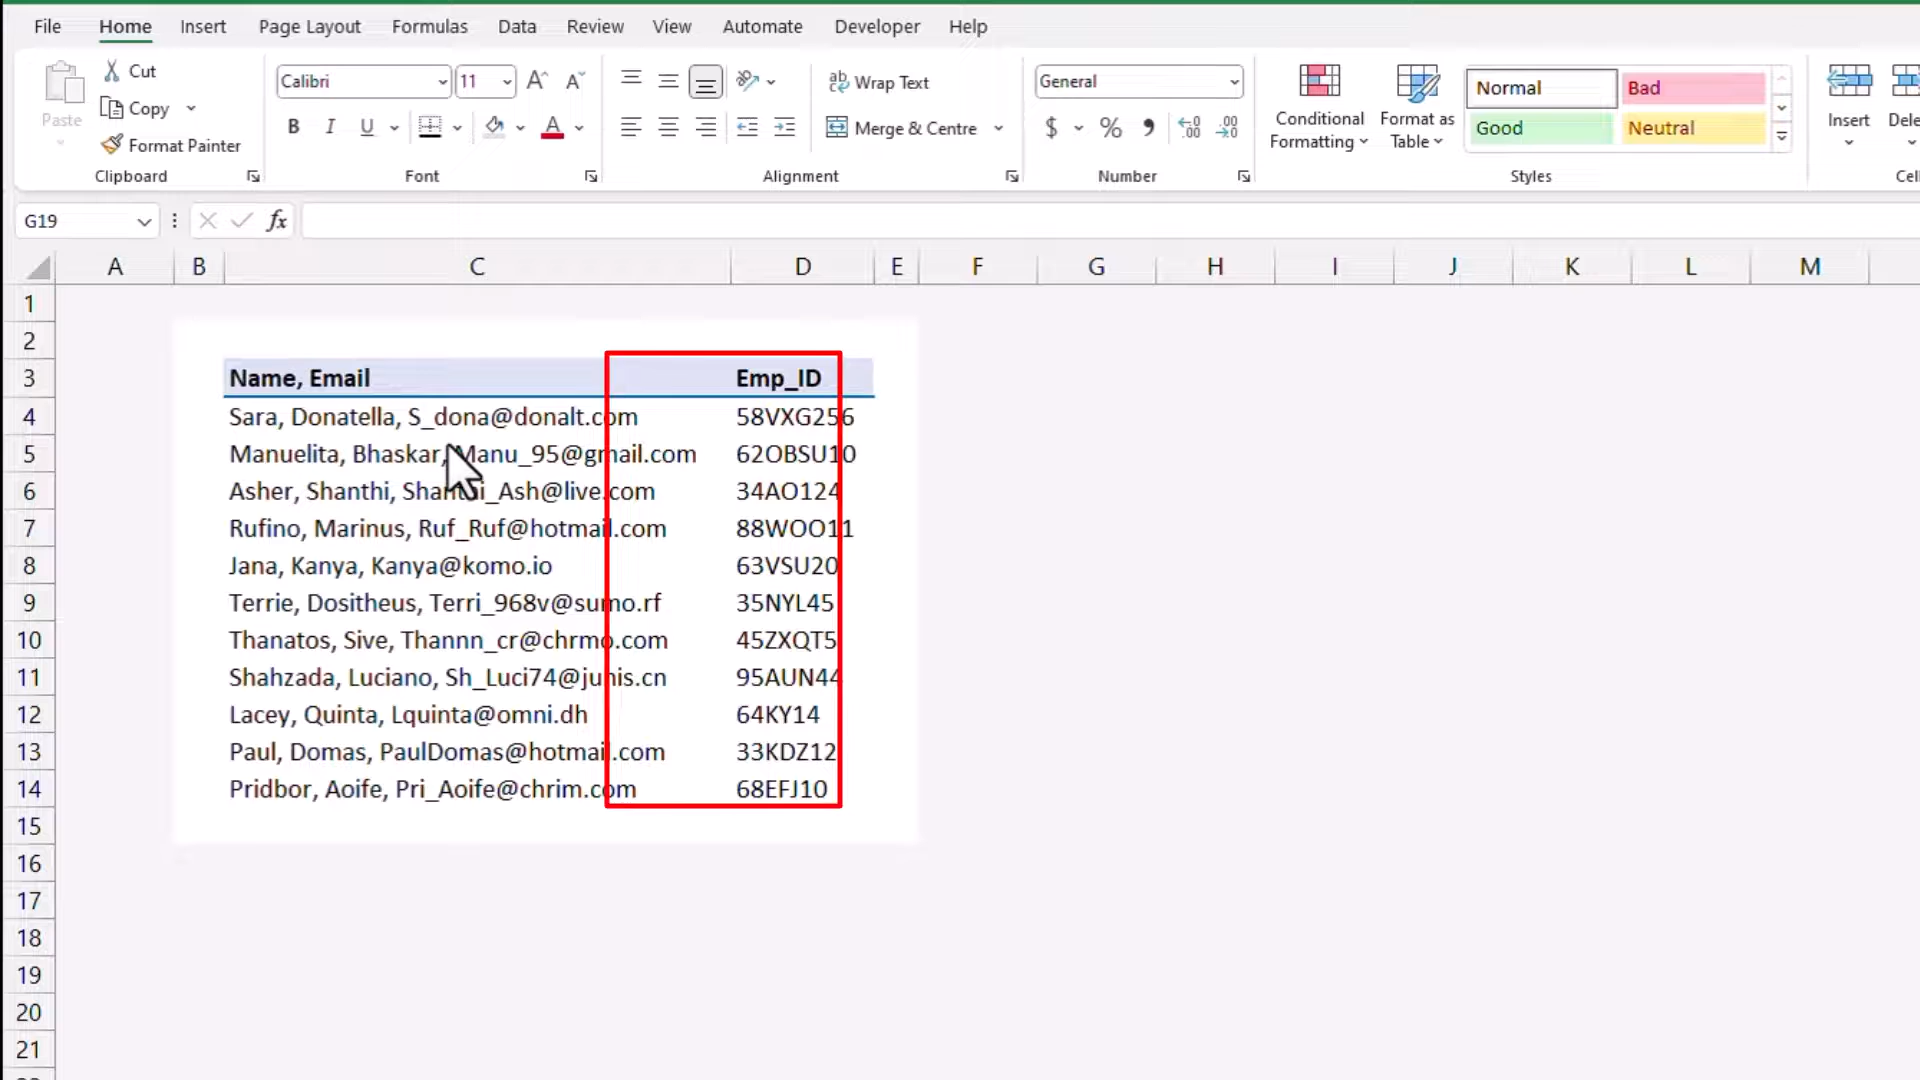 File Home Insert Page Layout Formulas Data Review View Automate Developer Help
Paste
Cut
Copy
Format Painter
Clipboard
Calibri 11
B I U
Font
Wrap Text
Merge & Centre
Alignment
General
$ %
Number
Conditional Formatting
Format as Table
Normal Bad
Good Neutral
Styles
Insert
G19 fx
A B C D E F G H I J K L M
1
2
3 Name, Email Emp_ID
4 Sara, Donatella, S_dona@donalt.com 58VXG256
5 Manuelita, Bhaskar, Manu_95@gmail.com 62OBSU10
6 Asher, Shanthi, Shanthi_Ash@live.com 34AO124
7 Rufino, Marinus, Ruf_Ruf@hotmail.com 88WOO11
8 Jana, Kanya, Kanya@komo.io 63VSU20
9 Terrie, Dositheus, Terri_968v@sumo.rf 35NYL45
10 Thanatos, Sive, Thannn_cr@chrmo.com 45ZXQT5
11 Shahzada, Luciano, Sh_Luci74@junis.cn 95AUN44
12 Lacey, Quinta, Lquinta@omni.dh 64KY14
13 Paul, Domas, PaulDomas@hotmail.com 33KDZ12
14 Pridbor, Aoife, Pri_Aoife@chrim.com 68EFJ10
15
16
17
18
19
20
21